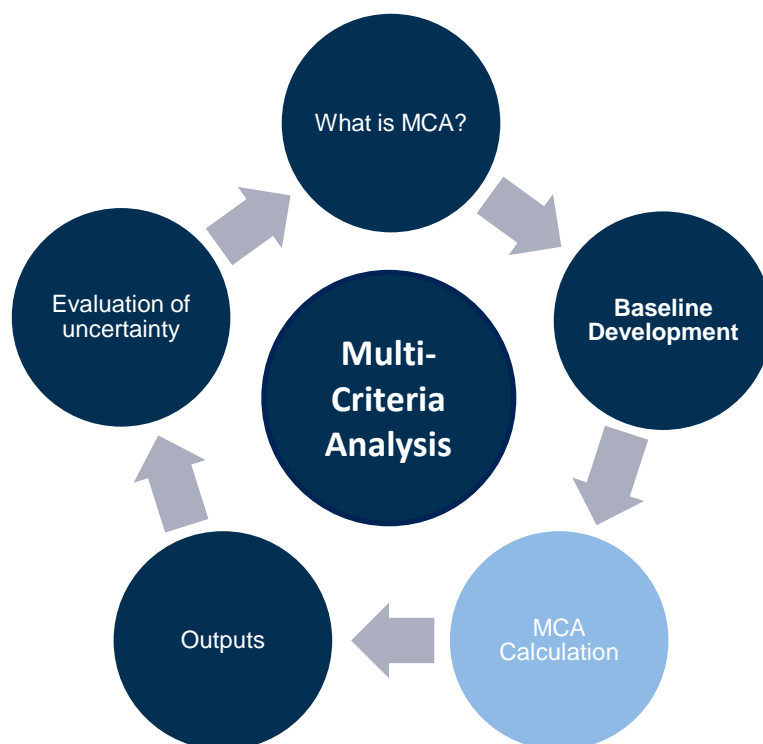 What is MCA?
Baseline
Development
MCA
Calculation
Outputs
Evaluation of
uncertainty
Multi-
Criteria
Analysis